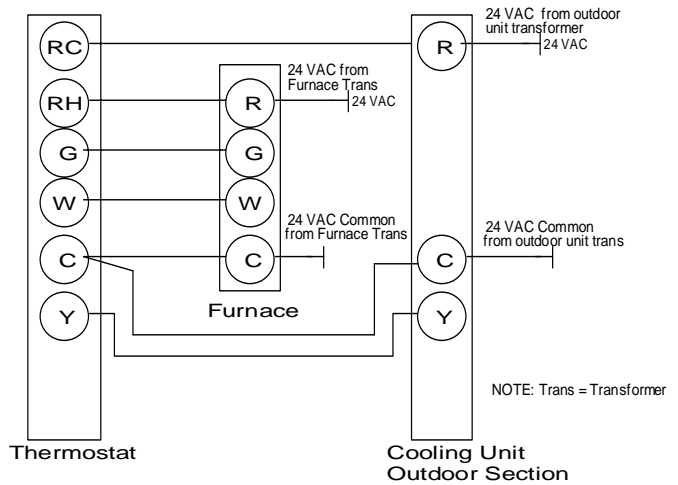 24 VAC from outdoor
unit transformer
RC
R
24 VAC
24 VAC from
Furnace Trans
RH
R
24 VAC
G
G
W
W
24 VAC Common
from Furnace Trans
24 VAC Common
from outdoor unit trans
C
C
C
Furnace
Y
Y
NOTE: Trans = Transformer
Thermostat
Cooling Unit
Outdoor Section